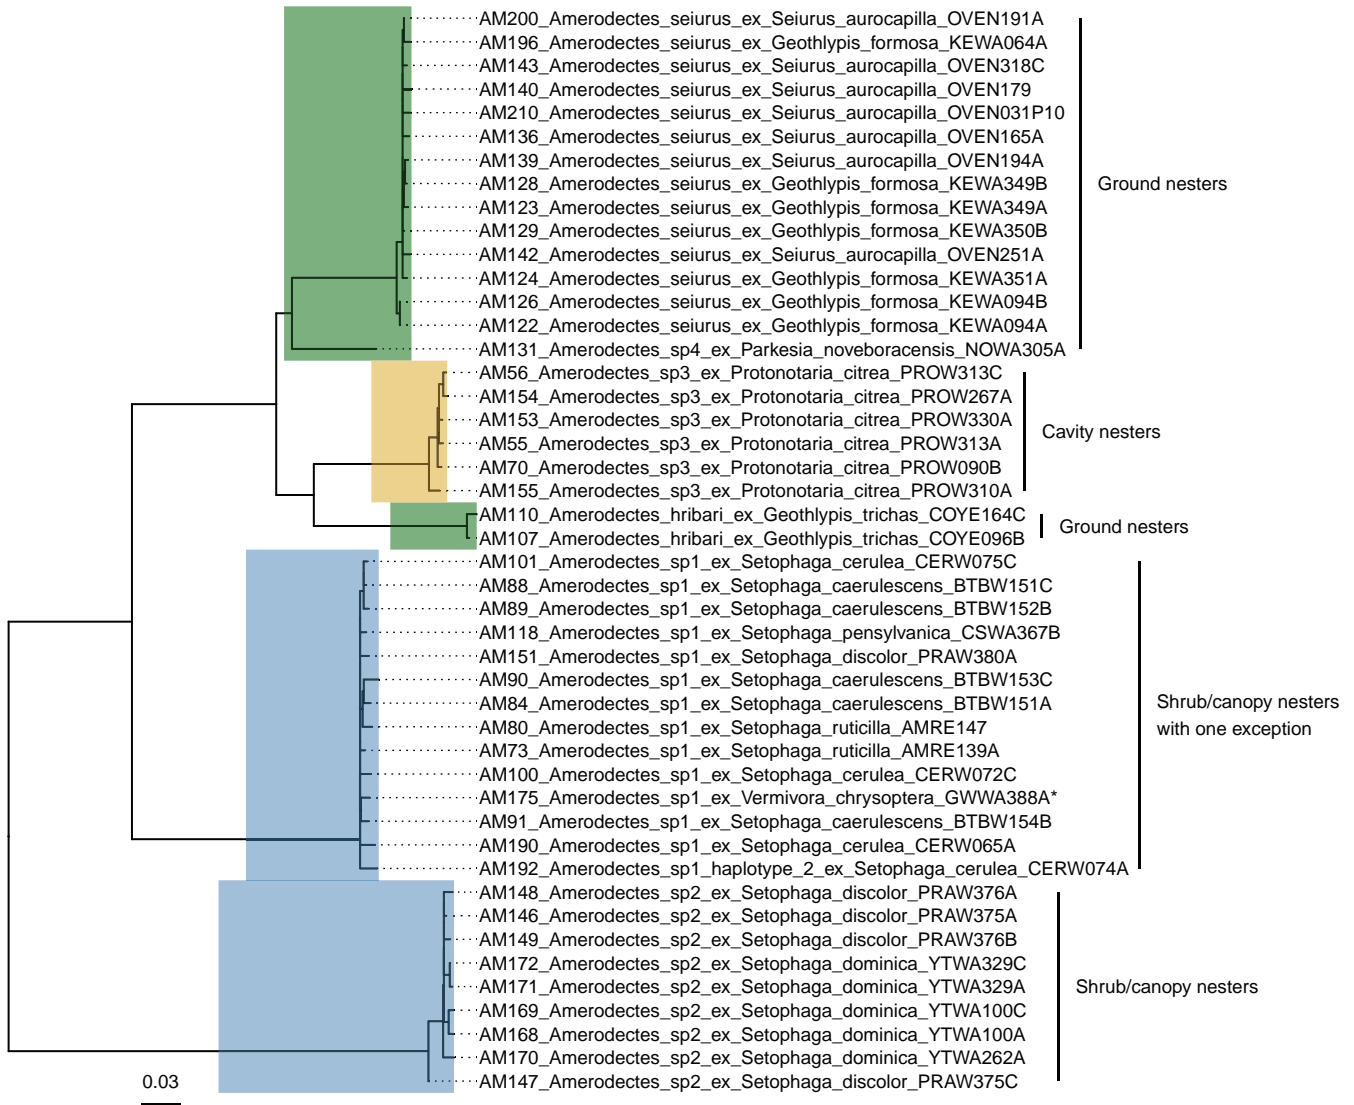 AM200_Amerodectes_seiurus_ex_Seiurus_aurocapilla_OVEN191A
AM196_Amerodectes_seiurus_ex_Geothlypis_formosa_KEWA064A
AM143_Amerodectes_seiurus_ex_Seiurus_aurocapilla_OVEN318C
AM140_Amerodectes_seiurus_ex_Seiurus_aurocapilla_OVEN179
AM210_Amerodectes_seiurus_ex_Seiurus_aurocapilla_OVEN031P10
AM136_Amerodectes_seiurus_ex_Seiurus_aurocapilla_OVEN165A
AM139_Amerodectes_seiurus_ex_Seiurus_aurocapilla_OVEN194A
AM128_Amerodectes_seiurus_ex_Geothlypis_formosa_KEWA349B
Ground nesters
AM123_Amerodectes_seiurus_ex_Geothlypis_formosa_KEWA349A
AM129_Amerodectes_seiurus_ex_Geothlypis_formosa_KEWA350B
AM142_Amerodectes_seiurus_ex_Seiurus_aurocapilla_OVEN251A
AM124_Amerodectes_seiurus_ex_Geothlypis_formosa_KEWA351A
AM126_Amerodectes_seiurus_ex_Geothlypis_formosa_KEWA094B
AM122_Amerodectes_seiurus_ex_Geothlypis_formosa_KEWA094A
AM131_Amerodectes_sp4_ex_Parkesia_noveboracensis_NOWA305A
AM56_Amerodectes_sp3_ex_Protonotaria_citrea_PROW313C
AM154_Amerodectes_sp3_ex_Protonotaria_citrea_PROW267A
AM153_Amerodectes_sp3_ex_Protonotaria_citrea_PROW330A
Cavity nesters
AM55_Amerodectes_sp3_ex_Protonotaria_citrea_PROW313A
AM70_Amerodectes_sp3_ex_Protonotaria_citrea_PROW090B
AM155_Amerodectes_sp3_ex_Protonotaria_citrea_PROW310A
AM110_Amerodectes_hribari_ex_Geothlypis_trichas_COYE164C
Ground nesters
AM107_Amerodectes_hribari_ex_Geothlypis_trichas_COYE096B
AM101_Amerodectes_sp1_ex_Setophaga_cerulea_CERW075C
AM88_Amerodectes_sp1_ex_Setophaga_caerulescens_BTBW151C
AM89_Amerodectes_sp1_ex_Setophaga_caerulescens_BTBW152B
AM118_Amerodectes_sp1_ex_Setophaga_pensylvanica_CSWA367B
AM151_Amerodectes_sp1_ex_Setophaga_discolor_PRAW380A
AM90_Amerodectes_sp1_ex_Setophaga_caerulescens_BTBW153C
AM84_Amerodectes_sp1_ex_Setophaga_caerulescens_BTBW151A
Shrub/canopy nesters
with one exception
AM80_Amerodectes_sp1_ex_Setophaga_ruticilla_AMRE147
AM73_Amerodectes_sp1_ex_Setophaga_ruticilla_AMRE139A
AM100_Amerodectes_sp1_ex_Setophaga_cerulea_CERW072C
AM175_Amerodectes_sp1_ex_Vermivora_chrysoptera_GWWA388A*
AM91_Amerodectes_sp1_ex_Setophaga_caerulescens_BTBW154B
AM190_Amerodectes_sp1_ex_Setophaga_cerulea_CERW065A
AM192_Amerodectes_sp1_haplotype_2_ex_Setophaga_cerulea_CERW074A
AM148_Amerodectes_sp2_ex_Setophaga_discolor_PRAW376A
AM146_Amerodectes_sp2_ex_Setophaga_discolor_PRAW375A
AM149_Amerodectes_sp2_ex_Setophaga_discolor_PRAW376B
AM172_Amerodectes_sp2_ex_Setophaga_dominica_YTWA329C
AM171_Amerodectes_sp2_ex_Setophaga_dominica_YTWA329A
Shrub/canopy nesters
AM169_Amerodectes_sp2_ex_Setophaga_dominica_YTWA100C
AM168_Amerodectes_sp2_ex_Setophaga_dominica_YTWA100A
AM170_Amerodectes_sp2_ex_Setophaga_dominica_YTWA262A
AM147_Amerodectes_sp2_ex_Setophaga_discolor_PRAW375C
0.03